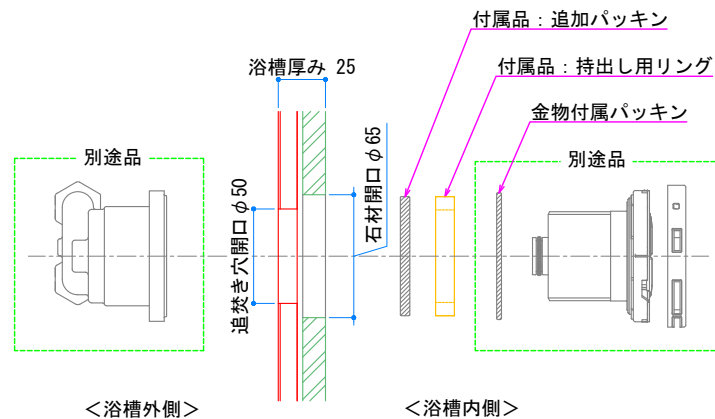 付属品：追加パッキン
浴槽厚み 25
付属品：持出し用リング
金物付属パッキン
別途品
別途品
追焚き穴開口φ50
石材開口φ65
＜浴槽外側＞
＜浴槽内側＞